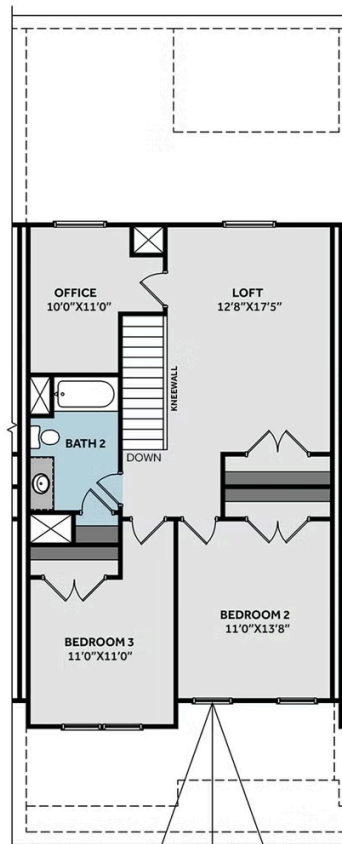 OFFICE
10'0"X11'0"
LOFT
12'8"X17'5"
KNEEWALL
BATH 2
DOWN
BEDROOM 2
11'0"X13'8"
BEDROOM 3
11'0"X11'0"